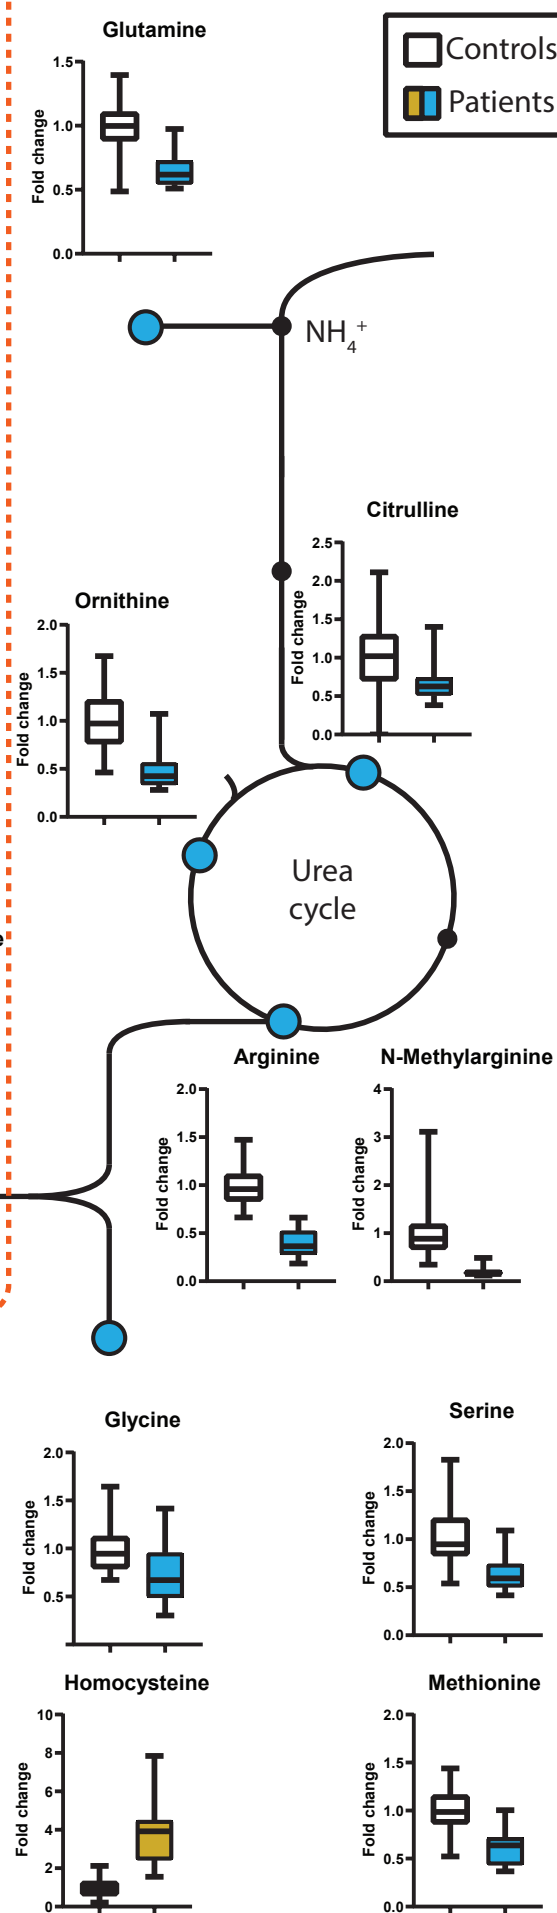 Glutamine
Controls
Patients
Fold change
1.5
1.0
0.5
0.0
NH4+
Citrulline
Fold change
2.5
2.0
1.5
1.0
0.5
0.0
Ornithine
Fold change
2.0
1.5
1.0
0.5
0.0
Urea
cycle
e
Arginine
Fold change
2.0
1.5
1.0
0.5
0.0
N-Methylarginine
Fold change
4
3
2
1
0
Glycine
Fold change
2.0
1.5
1.0
0.5
Serine
Fold change
2.0
1.5
1.0
0.5
0.0
Homocysteine
Fold change
10
8
6
4
2
0
Methionine
Fold change
2.0
1.5
1.0
0.5
0.0